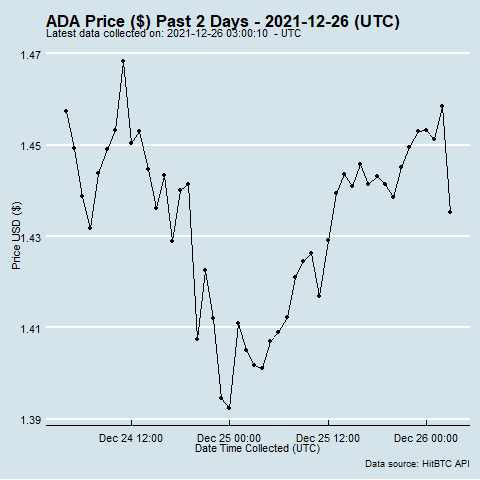 ADA Price ($) Past 2 Days - 2021-12-26 (UTC)
Latest data collected on: 2021-12-26 03:00:10  - UTC
1.47
1.45
1.43
1.41
1.39
Price USD ($)
Dec 24 12:00
Dec 25 00:00
Dec 25 12:00
Dec 26 00:00
Date Time Collected (UTC)
Data source: HitBTC API